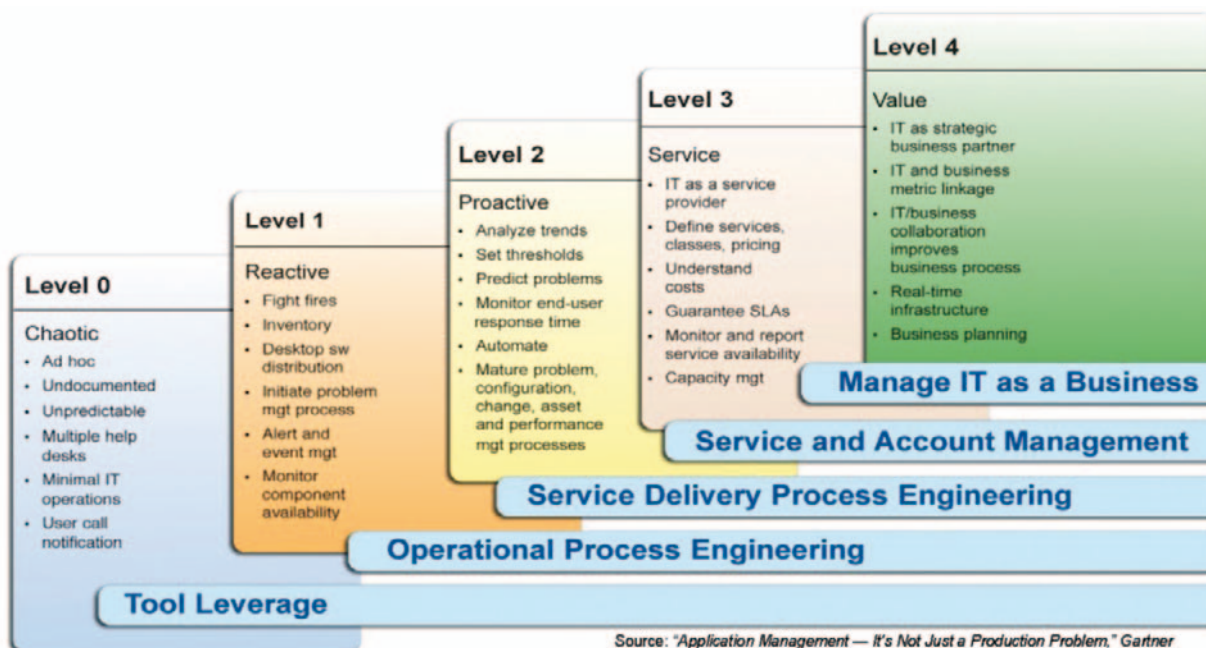 Level 0
Chaotic
• Ad hoc
• Undocumented
• Unpredictable
• Multiple help
desks
• Minimal IT
operations
• User call
notification
Level 1
Reactive
• Fight fires
• Inventory
• Desktop sw
distribution
• Initiate problem
mgt process
• Alert and
event mgt
• Monitor
component
availability
Level 2
Proactive
• Analyze trends
• Set thresholds
• Predict problems
• Monitor end-user
response time
• Automate
• Mature problem,
configuration,
change, asset
and performance
mgt processes
Level 3
Service
• IT as a service
provider
• Define services,
classes, pricing
• Understand
costs
• Guarantee SLAs
• Monitor and report
service availability
• Capacity mgt
Level 4
Value
• IT as strategic
business partner
• IT and business
metric linkage
• IT/business
collaboration
improves
business process
• Real-time
infrastructure
• Business planning
Manage IT as a Business
Service and Account Management
Service Delivery Process Engineering
Operational Process Engineering
Tool Leverage
Source: "Application Management — It's Not Just a Production Problem," Gartner